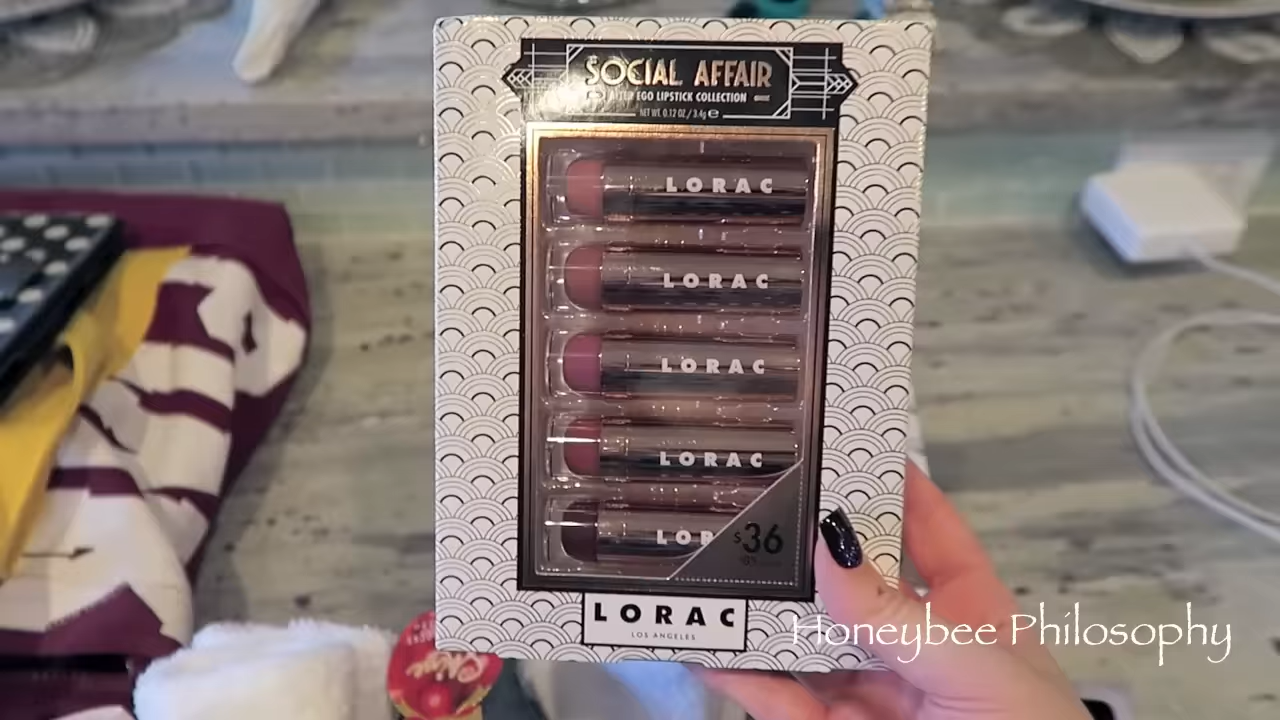 SOCIAL AFFAIR
ALTER EGO LIPSTICK COLLECTION
NET WT. 0.12 OZ / 3.4g e
LORAC
LORAC
LORAC
LORAC
LOR
$36
LORAC
LOS ANGELES
Honeybee Philosophy